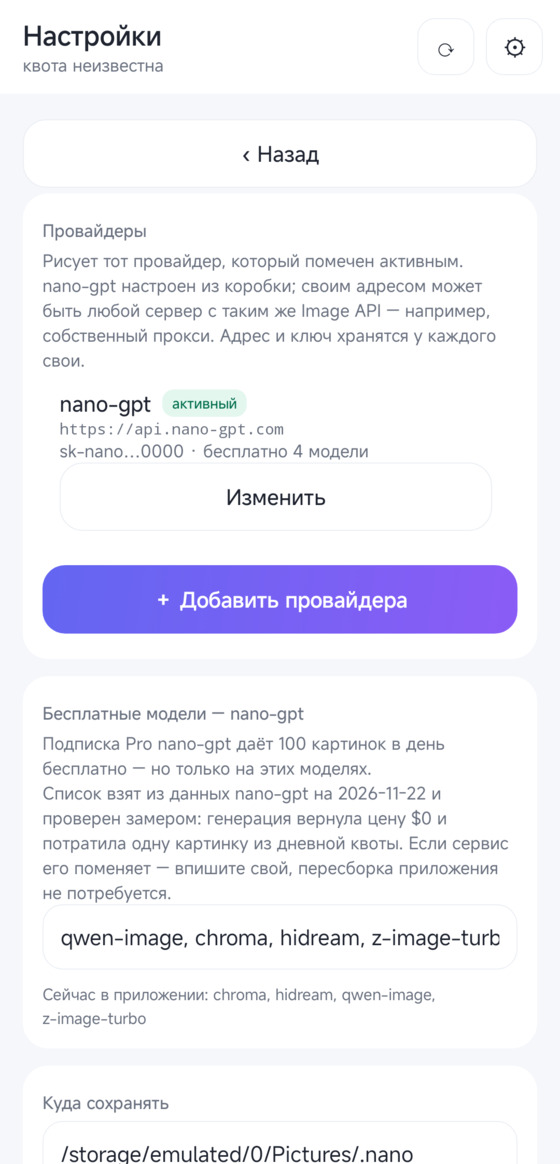 Настройки
квота неизвестна
‹ Назад
Провайдеры
Рисует тот провайдер, который помечен активным.
nano-gpt настроен из коробки; своим адресом может
быть любой сервер с таким же Image API — например,
собственный прокси. Адрес и ключ хранятся у каждого
свои.
nano-gpt активный
https://api.nano-gpt.com
sk-nano…0000 · бесплатно 4 модели
Изменить
+ Добавить провайдера
Бесплатные модели — nano-gpt
Подписка Pro nano-gpt даёт 100 картинок в день
бесплатно — но только на этих моделях.
Список взят из данных nano-gpt на 2026-11-22 и
проверен замером: генерация вернула цену $0 и
потратила одну картинку из дневной квоты. Если сервис
его поменяет — впишите свой, пересборка приложения
не потребуется.
qwen-image, chroma, hidream, z-image-turb
Сейчас в приложении: chroma, hidream, qwen-image,
z-image-turbo
Куда сохранять
/storage/emulated/0/Pictures/.nano